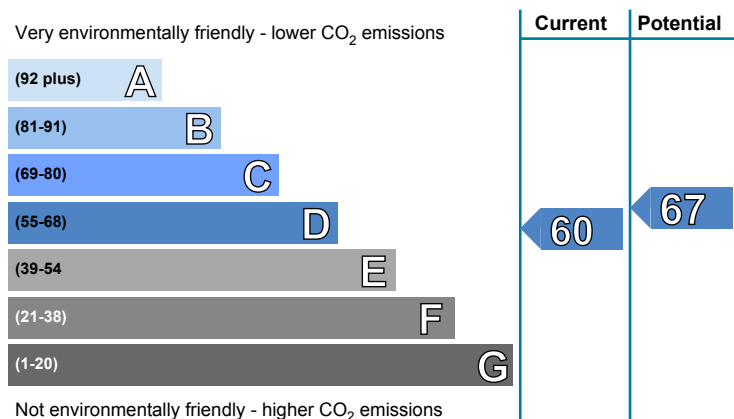 Very environmentally friendly - lower CO₂ emissions
Current
Potential
(92 plus) A
(81-91) B
(69-80) C
(55-68) D
(39-54 E
(21-38) F
(1-20) G
60
67
Not environmentally friendly - higher CO₂ emissions